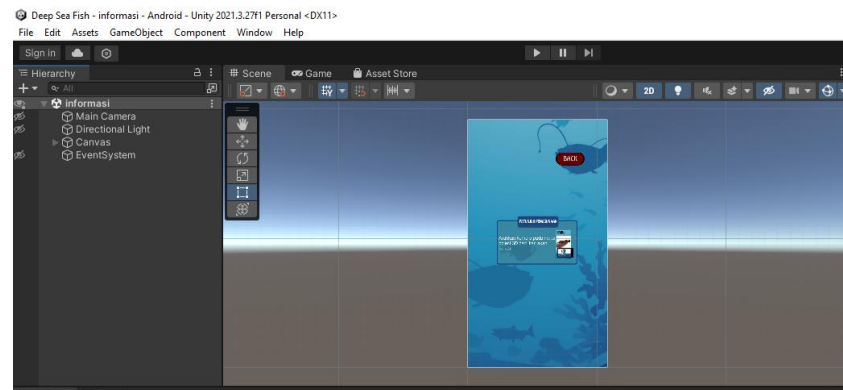 Deep Sea Fish - informasi - Android - Unity 2021.3.27f1 Personal <DX11>
File Edit Assets GameObject Component Window Help
Sign in
Hierarchy
Scene Game Asset Store
All
2D
informasi
Main Camera
Directional Light
Canvas
EventSystem
BACK